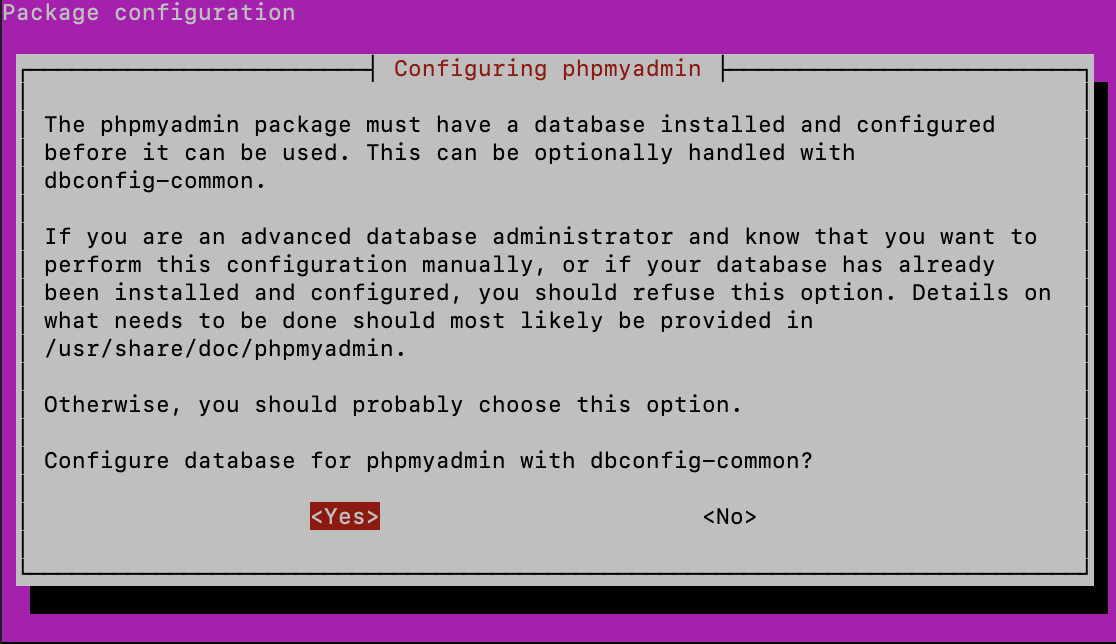 Package configuration
Configuring phpmyadmin
The phpmyadmin package must have a database installed and configured
before it can be used. This can be optionally handled with
dbconfig-common.
If you are an advanced database administrator and know that you want to
perform this configuration manually, or if your database has already
been installed and configured, you should refuse this option. Details on
what needs to be done should most likely be provided in
/usr/share/doc/phpmyadmin.
Otherwise, you should probably choose this option.
Configure database for phpmyadmin with dbconfig-common?
<Yes> <No>